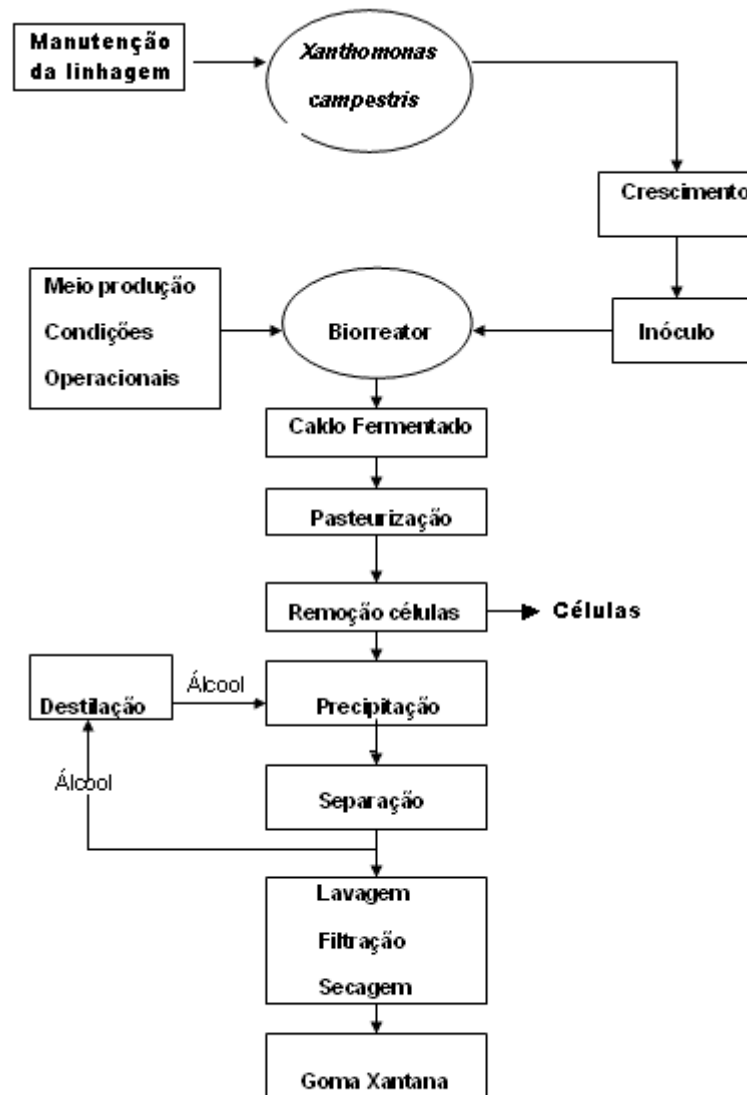 Manutenção
da linhagem
Xanthomonas
campestris
Crescimento
Meio produção
Condições
Operacionais
Biorreator
Inóculo
Caldo Fermentado
Pasteurização
Remoção células
Células
Destilação
Álcool
Precipitação
Álcool
Separação
Lavagem
Filtração
Secagem
Goma Xantana